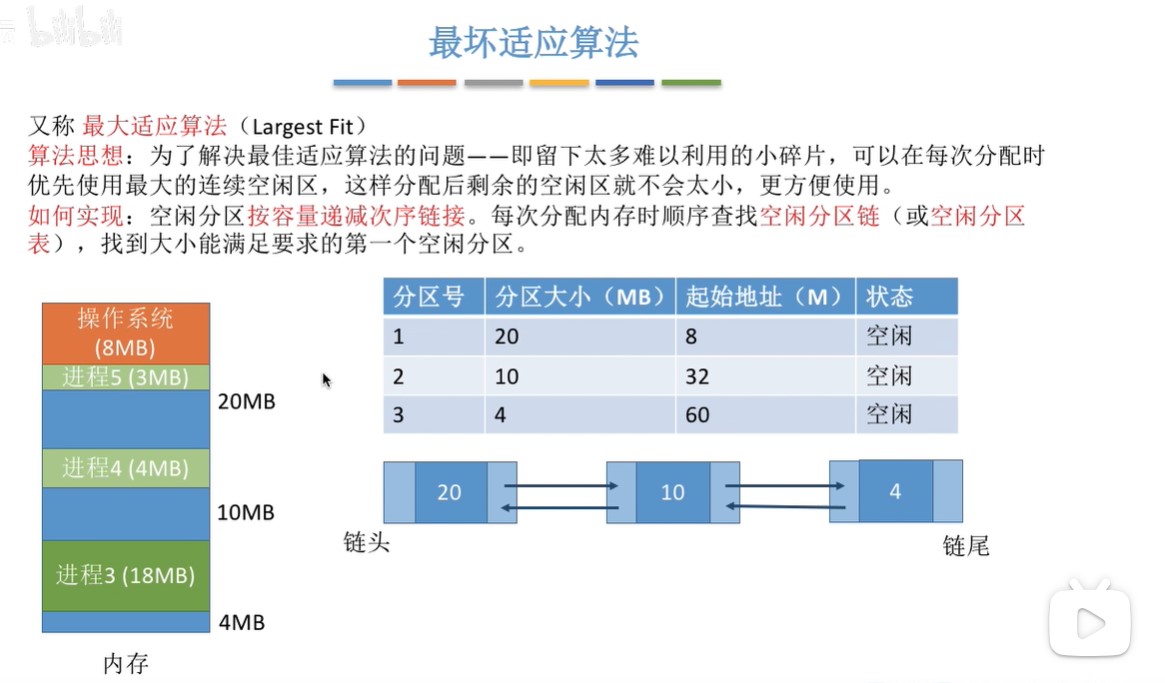 bilibili
最坏适应算法
又称 最大适应算法（Largest Fit）
算法思想：为了解决最佳适应算法的问题——即留下太多难以利用的小碎片，可以在每次分配时
优先使用最大的连续空闲区，这样分配后剩余的空闲区就不会太小，更方便使用。
如何实现：空闲分区按容量递减次序链接。每次分配内存时顺序查找空闲分区链（或空闲分区
表），找到大小能满足要求的第一个空闲分区。
操作系统
(8MB)
进程5 (3MB)
20MB
进程4 (4MB)
10MB
进程3 (18MB)
4MB
内存
分区号 分区大小（MB） 起始地址（M） 状态
1 20 8 空闲
2 10 32 空闲
3 4 60 空闲
20 10 4
链头 链尾